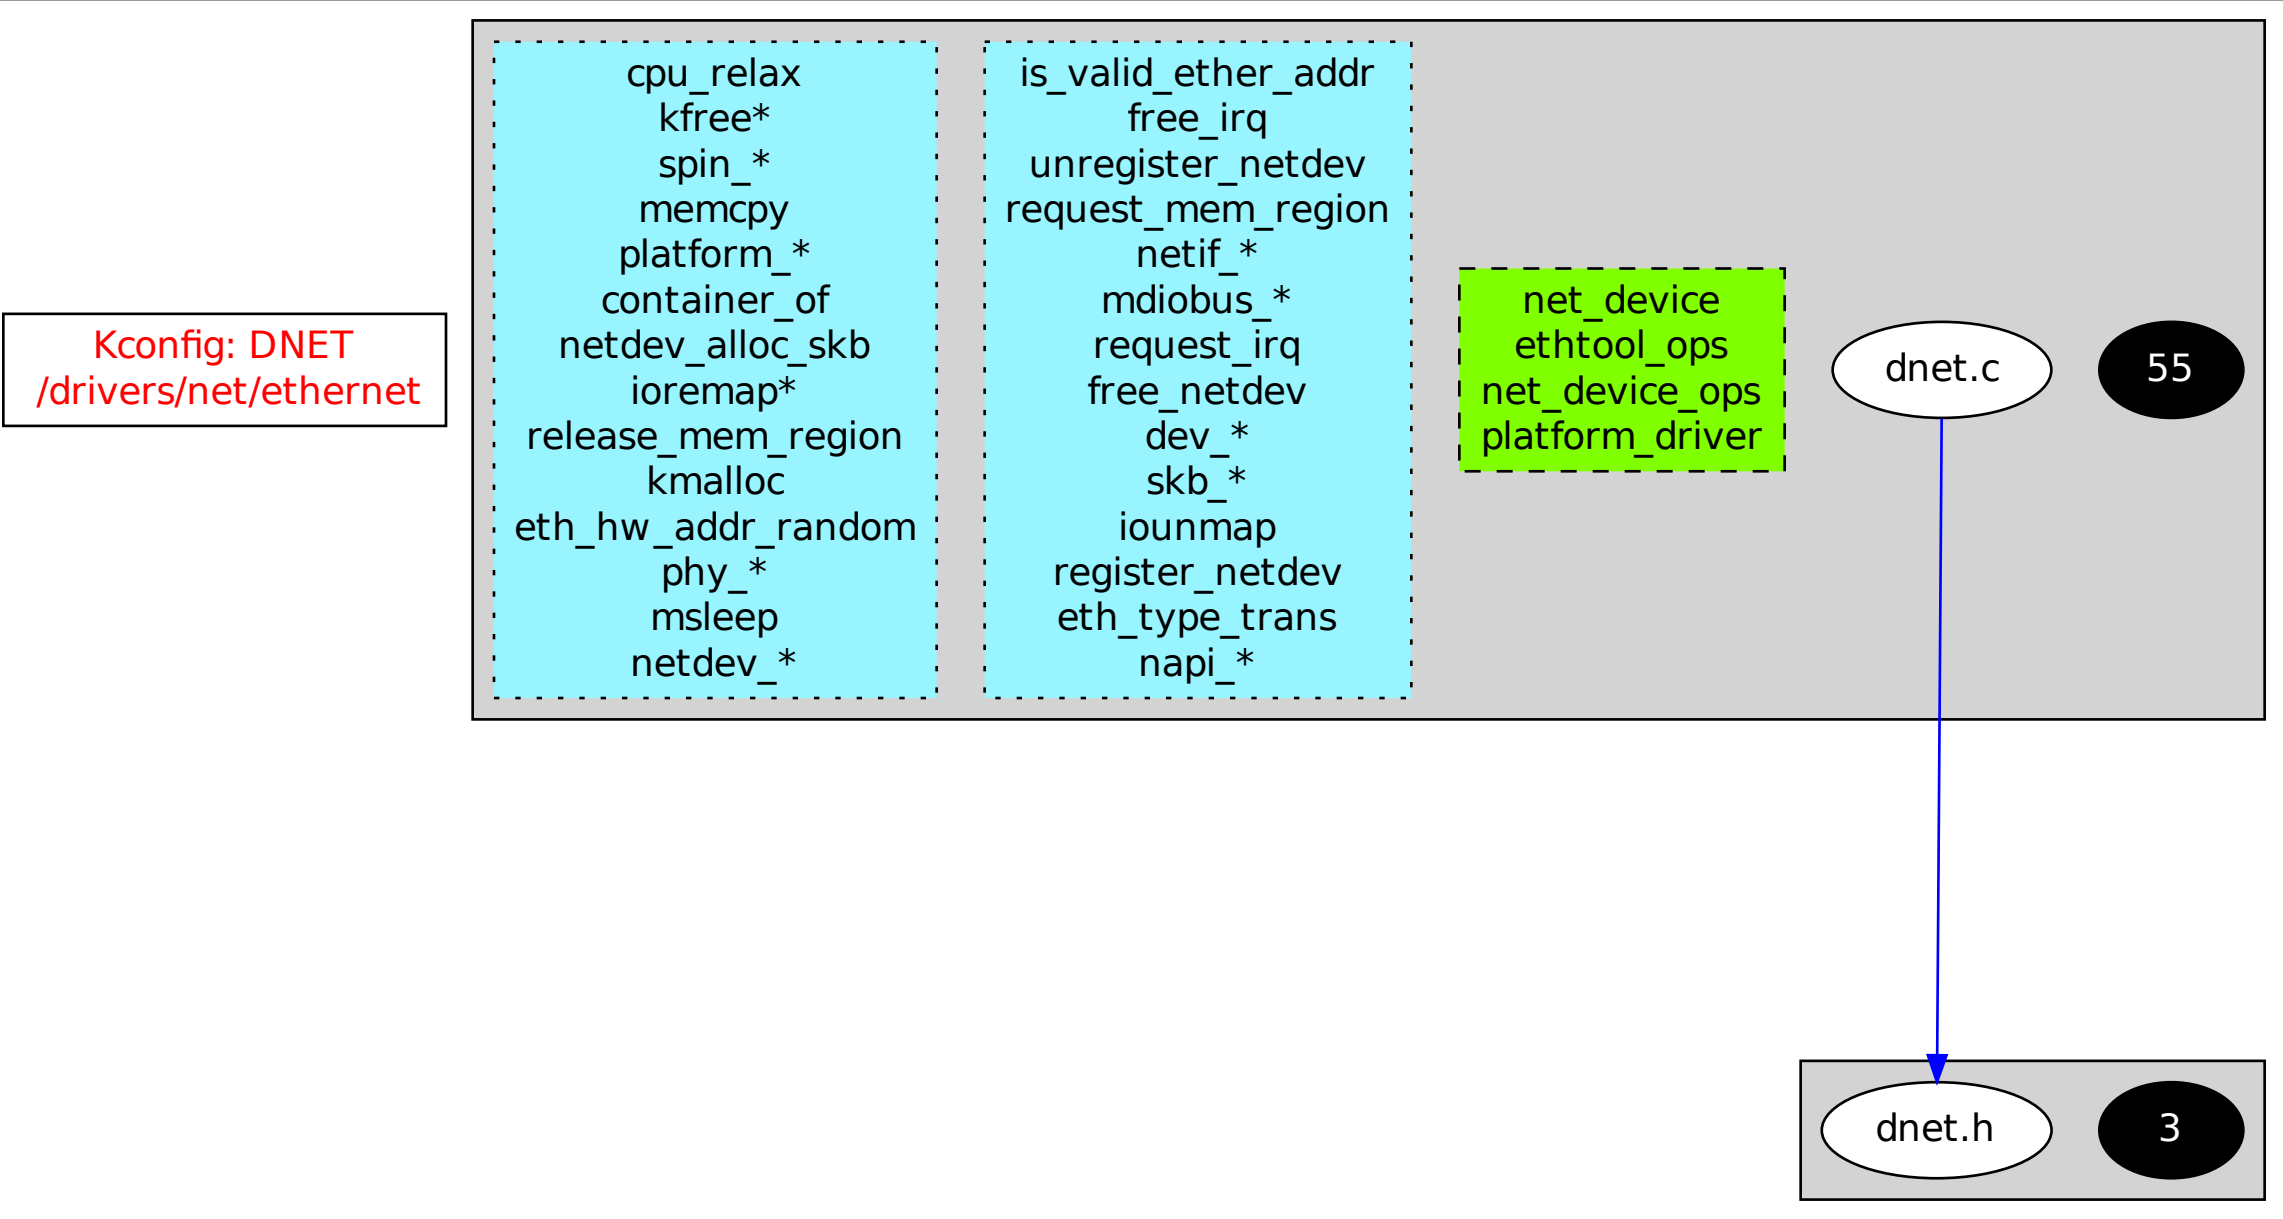 Kconfig: DNET
/drivers/net/ethernet
cpu_relax
kfree*
spin_*
memcpy
platform_*
container_of
netdev_alloc_skb
ioremap*
release_mem_region
kmalloc
eth_hw_addr_random
phy_*
msleep
netdev_*
is_valid_ether_addr
free_irq
unregister_netdev
request_mem_region
netif_*
mdiobus_*
request_irq
free_netdev
dev_*
skb_*
iounmap
register_netdev
eth_type_trans
napi_*
net_device
ethtool_ops
net_device_ops
platform_driver
dnet.c
55
dnet.h
3